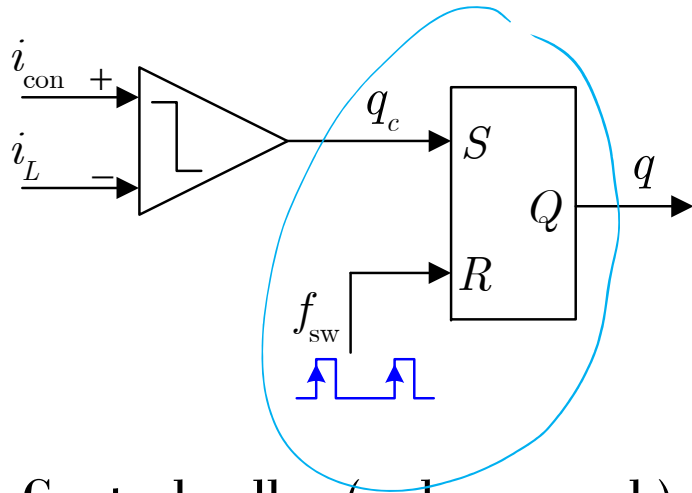 i_con +
i_L −
q_c
S
R
Q
q
f_sw